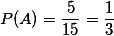 P(A) = 5/15 = 1/3